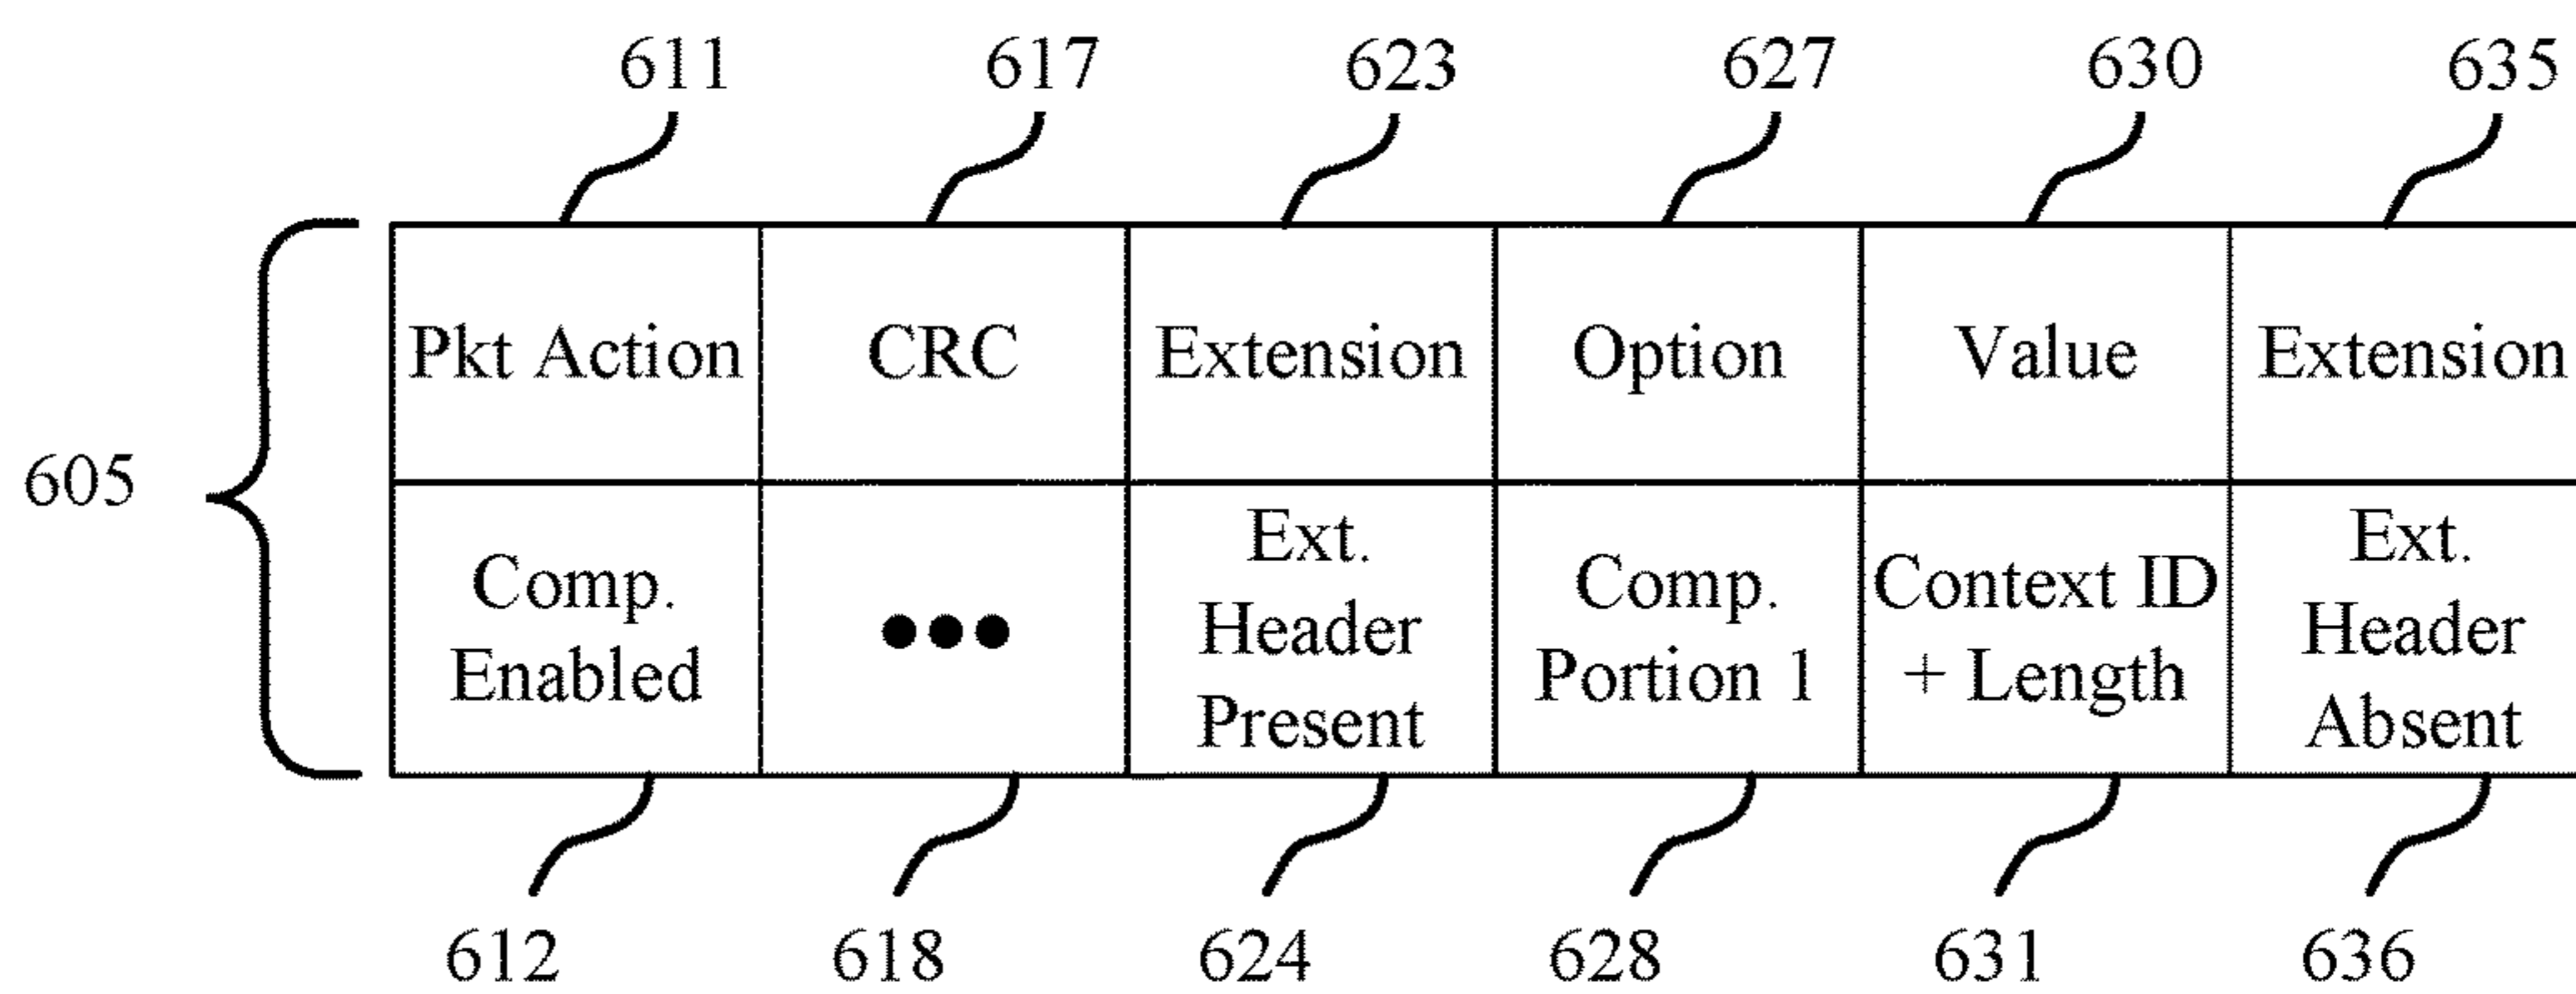 611 617 623 627 630 635
605
Pkt Action CRC Extension Option Value Extension
Comp. Enabled
•••
Ext. Header Present
Comp. Portion 1
Context ID + Length
Ext. Header Absent
612 618 624 628 631 636